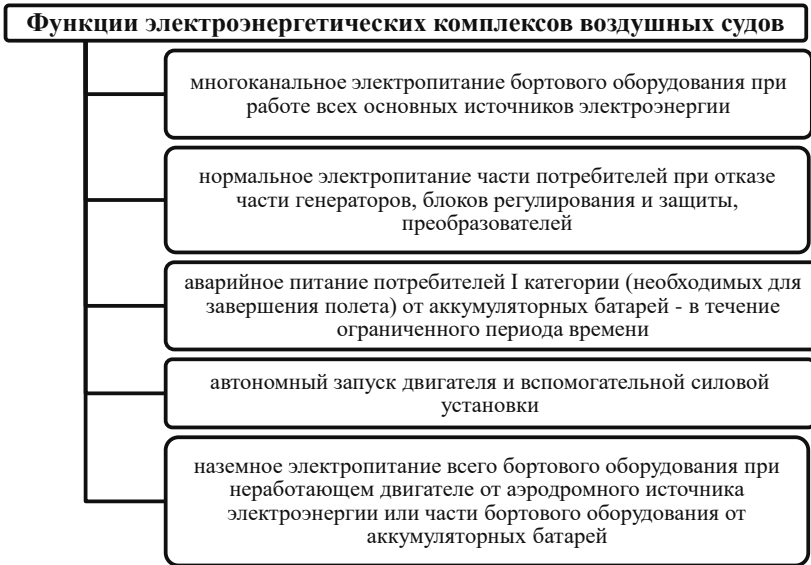 Функции электроэнергетических комплексов воздушных судов
многоканальное электропитание бортового оборудования при
работе всех основных источников электроэнергии
нормальное электропитание части потребителей при отказе
части генераторов, блоков регулирования и защиты,
преобразователей
аварийное питание потребителей I категории (необходимых для
завершения полета) от аккумуляторных батарей - в течение
ограниченного периода времени
автономный запуск двигателя и вспомогательной силовой
установки
наземное электропитание всего бортового оборудования при
неработающем двигателе от аэродромного источника
электроэнергии или части бортового оборудования от
аккумуляторных батарей